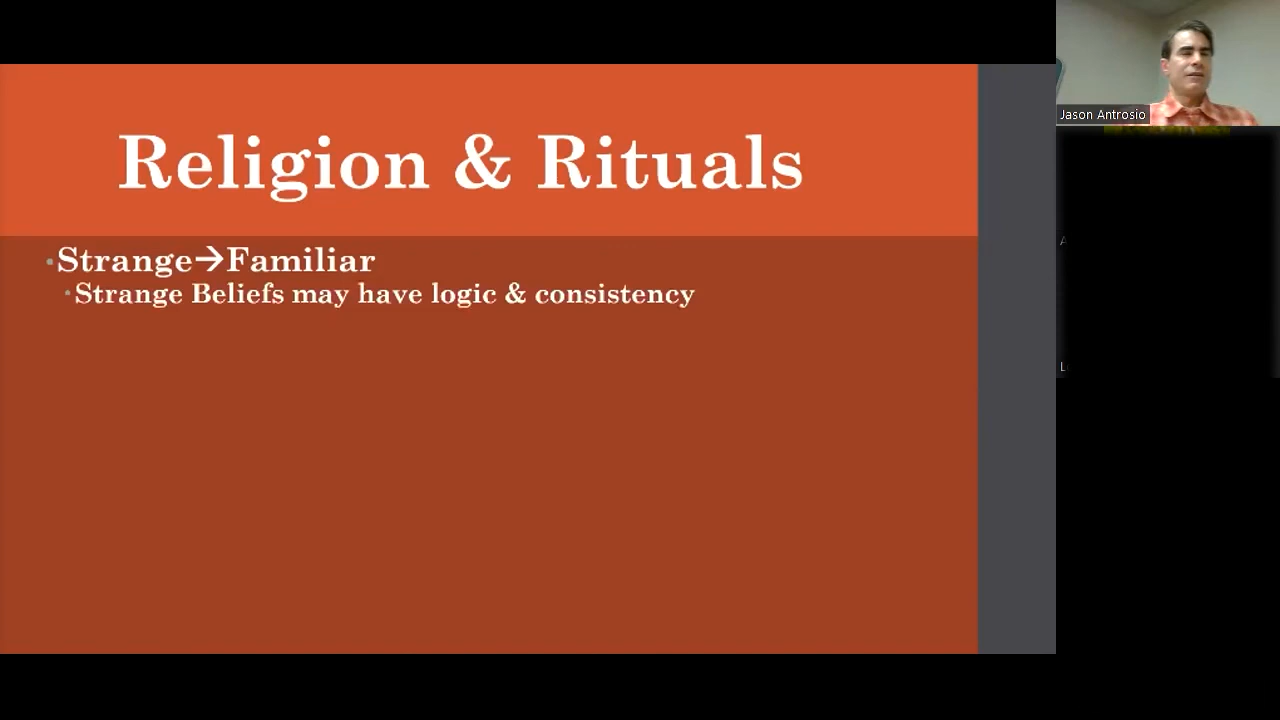 Religion & Rituals
•Strange→Familiar
•Strange Beliefs may have logic & consistency
Jason Antrosio